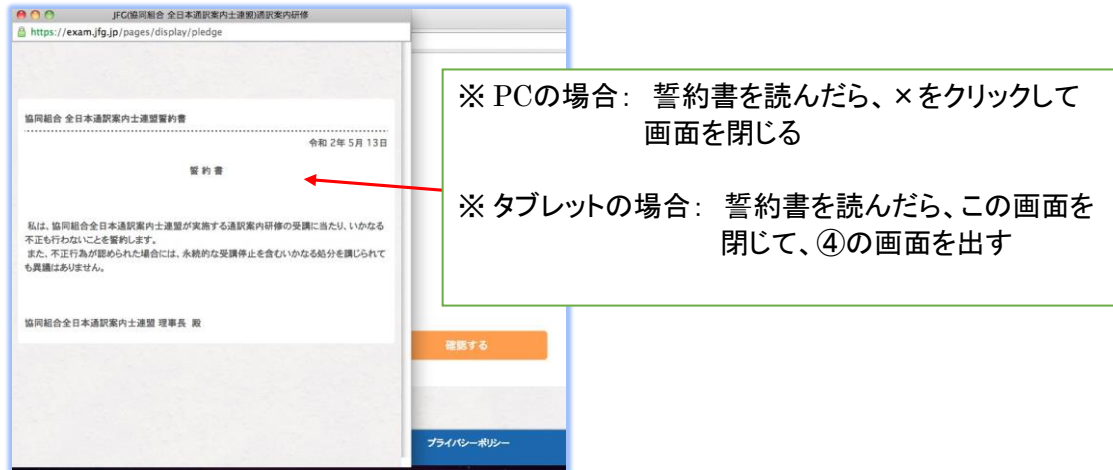 JFG(協同組合 全日本通訳案内士連盟)通訳案内研修
https://exam.jfg.jp/pages/display/pledge
協同組合 全日本通訳案内士連盟誓約書
令和 2年 5月 13日
誓 約 書
私は、協同組合全日本通訳案内士連盟が実施する通訳案内研修の受講に当たり、いかなる
不正も行わないことを誓約します。
また、不正行為が認められた場合には、永続的な受講停止を含むいかなる処分を講じられて
も異議はありません。
協同組合全日本通訳案内士連盟 理事長 殿
確認する
プライバシーポリシー
※ PCの場合： 誓約書を読んだら、×をクリックして
画面を閉じる
※ タブレットの場合： 誓約書を読んだら、この画面を
閉じて、④の画面を出す